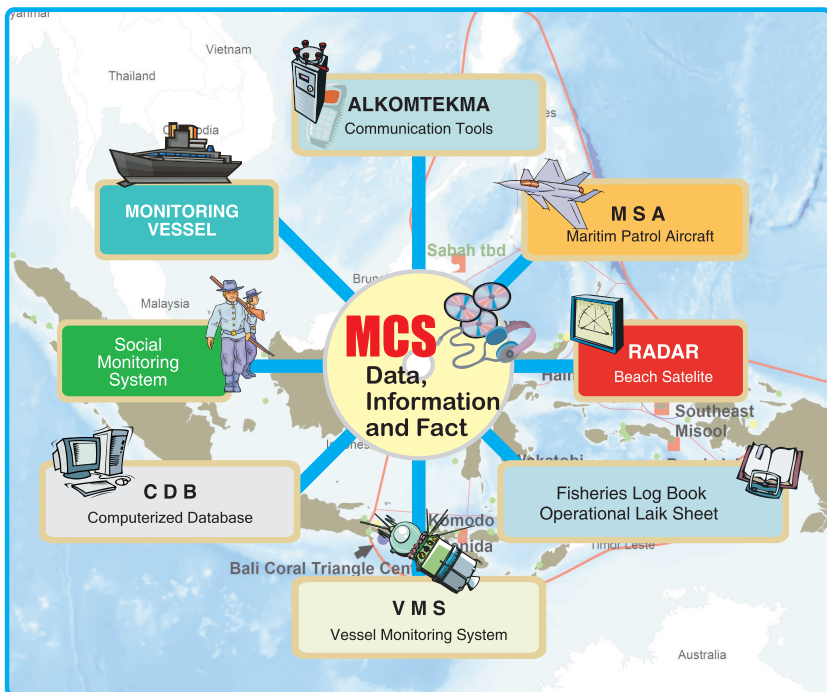 Vietnam
Thailand
ALKOMTEKMA
Communication Tools
MONITORING
VESSEL
M S A
Maritim Patrol Aircraft
Sabah tbd
Malaysia
MCS
Data,
Information
and Fact
Social
Monitoring
System
RADAR
Beach Satelite
Southeast
Misool
C D B
Computerized Database
Fisheries Log Book
Operational Laik Sheet
Komodo
Timor Leste
Bali Coral Triangle Cen
V M S
Vessel Monitoring System
Australia